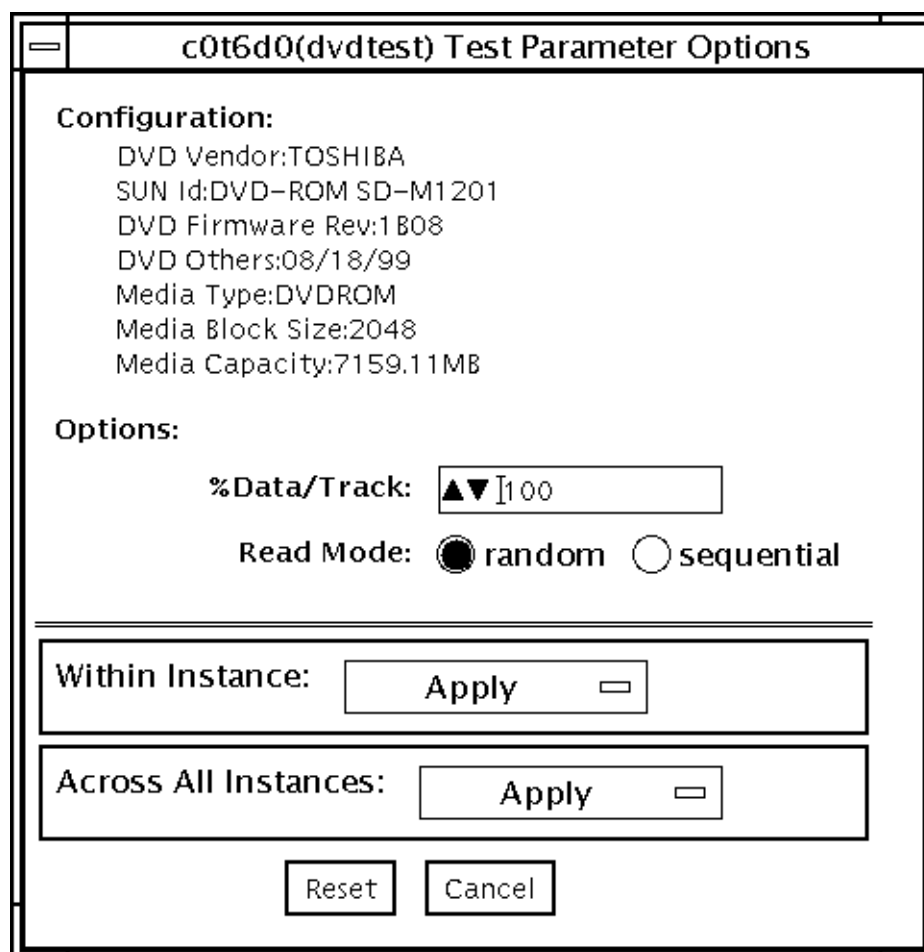 c0t6d0(dvdtest) Test Parameter Options
Configuration:
DVD Vendor:TOSHIBA
SUN Id:DVD-ROM SD-M1201
DVD Firmware Rev:1B08
DVD Others:08/18/99
Media Type:DVDROM
Media Block Size:2048
Media Capacity:7159.11MB
Options:
%Data/Track: 100
Read Mode: random sequential
Within Instance: Apply
Across All Instances: Apply
Reset Cancel